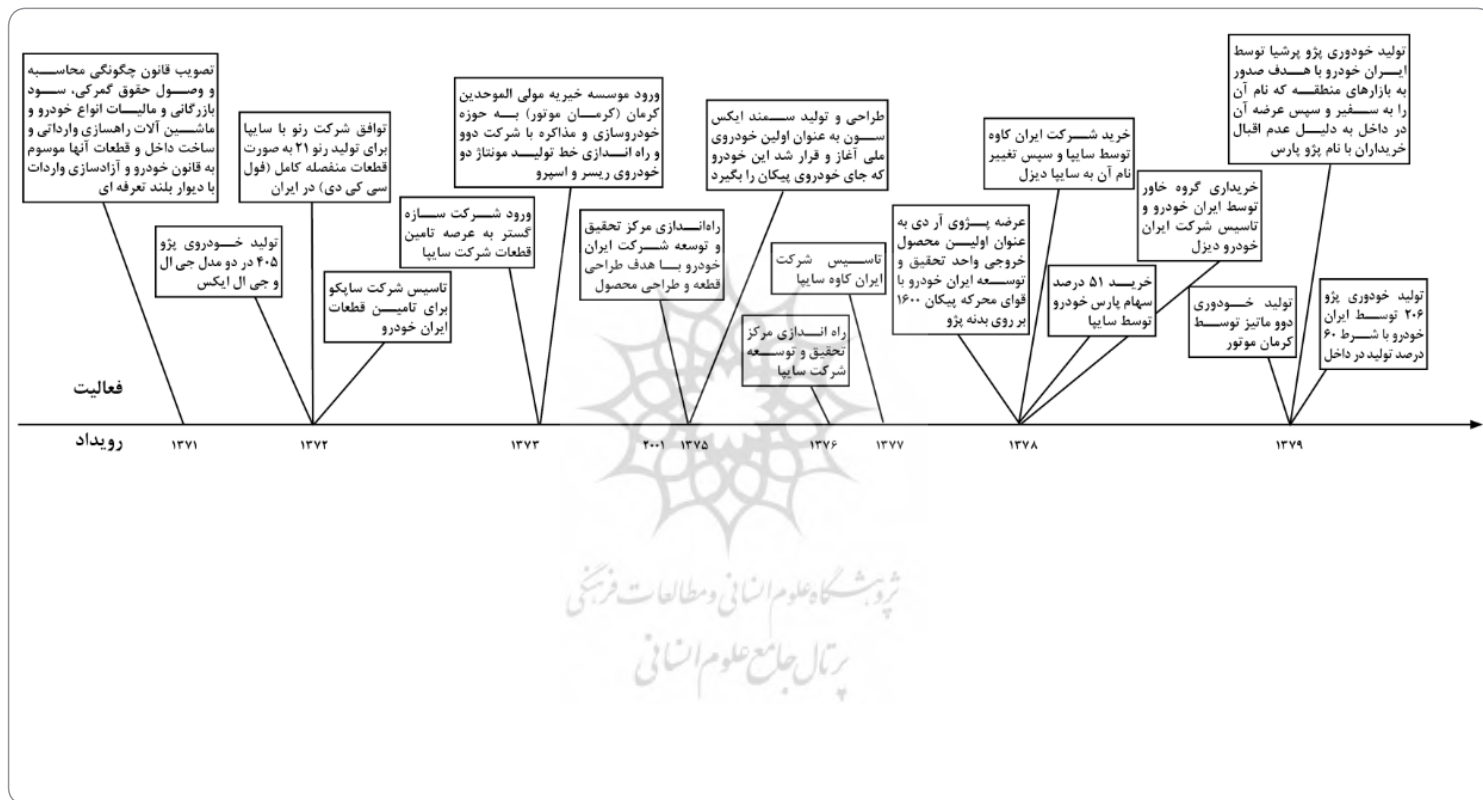 تصویب قانون چگونگی محاسبه
و وصول حقوق گمرکی، سود
بازرگانی و مالیات انواع خودرو و
ماشین آلات راهسازی وارداتی و
ساخت داخل و قطعات آنها موسوم
به قانون خودرو و آزادسازی واردات
با دیوار بلند تعرفه ای
تولید خودروی پژو
۴۰۵ در دو مدل جی ال
و جی ال ایکس
توافق شرکت رنو با سایپا
برای تولید رنو ۲۱ به صورت
قطعات منفصله کامل (فول
سی کی دی) در ایران
تاسیس شرکت ساپکو
برای تامین قطعات
ایران خودرو
ورود شرکت سازه
گستر به عرصه تامین
قطعات شرکت سایپا
ورود موسسه خیریه مولی الموحدین
کرمان (کرمان موتور) به حوزه
خودروسازی و مذاکره با شرکت دوو
و راه اندازی خط تولید مونتاژ دو
خودروی ریسر و اسپرو
راه‌اندازی مرکز تحقیق
و توسعه شرکت ایران
خودرو با هدف طراحی
قطعه و طراحی محصول
طراحی و تولید سمند ایکس
سون به عنوان اولین خودروی
ملی آغاز و قرار شد این خودرو
که جای خودروی پیکان را بگیرد
راه اندازی مرکز
تحقیق و توسعه
شرکت سایپا
تاسیس شرکت
ایران کاوه سایپا
عرضه پژوی آر دی به
عنوان اولین محصول
خروجی واحد تحقیق و
توسعه ایران خودرو با
قوای محرکه پیکان ۱۶۰۰
بر روی بدنه پژو
خرید شرکت ایران کاوه
توسط سایپا و سپس تغییر
نام آن به سایپا دیزل
خرید ۵۱ درصد
سهام پارس خودرو
توسط سایپا
خریداری گروه خاور
توسط ایران خودرو و
تاسیس شرکت ایران
خودرو دیزل
تولید خودوری
دوو ماتیز توسط
کرمان موتور
تولید خودوری پژو پرشیا توسط
ایران خودرو با هدف صدور
به بازارهای منطقه که نام آن
را به سفیر و سپس عرضه آن
در داخل به دلیل عدم اقبال
خریداران با نام پژو پارس
تولید خودوری پژو
۲۰۶ توسط ایران
خودرو با شرط ۶۰
درصد تولید در داخل
فعالیت
رویداد
۱۳۷۱ ۱۳۷۲ ۱۳۷۳ ۲۰۰۱ ۱۳۷۵ ۱۳۷۶ ۱۳۷۷ ۱۳۷۸ ۱۳۷۹
پژوهشگاه علوم انسانی و مطالعات فرهنگی
پرتال جامع علوم انسانی